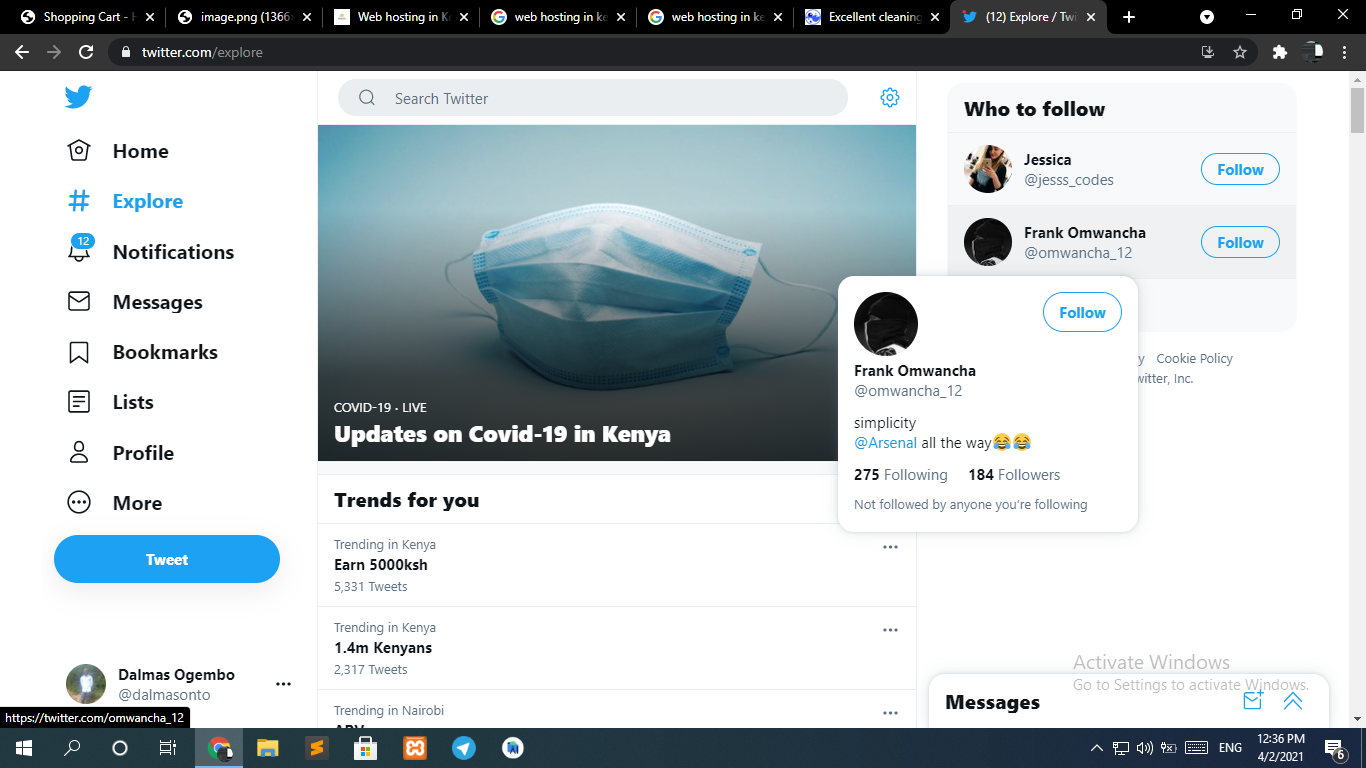 Shopping Cart - H
image.png (1366×
Web hosting in K
web hosting in ke
web hosting in ke
Excellent cleaning
(12) Explore / Twi
twitter.com/explore
Search Twitter
Home
Explore
12
Notifications
Messages
Bookmarks
Lists
Profile
More
Tweet
Dalmas Ogembo
@dalmasonto
https://twitter.com/omwancha_12
COVID-19 · LIVE
Updates on Covid-19 in Kenya
Trends for you
Trending in Kenya
Earn 5000ksh
5,331 Tweets
Trending in Kenya
1.4m Kenyans
2,317 Tweets
Trending in Nairobi
Who to follow
Jessica
@jesss_codes
Follow
Frank Omwancha
@omwancha_12
Follow
Follow
Frank Omwancha
@omwancha_12
simplicity
@Arsenal all the way😂😂
275 Following 184 Followers
Not followed by anyone you're following
Cookie Policy
Inc.
Activate Windows
Go to Settings to activate Windows.
Messages
ENG
12:36 PM
4/2/2021
6